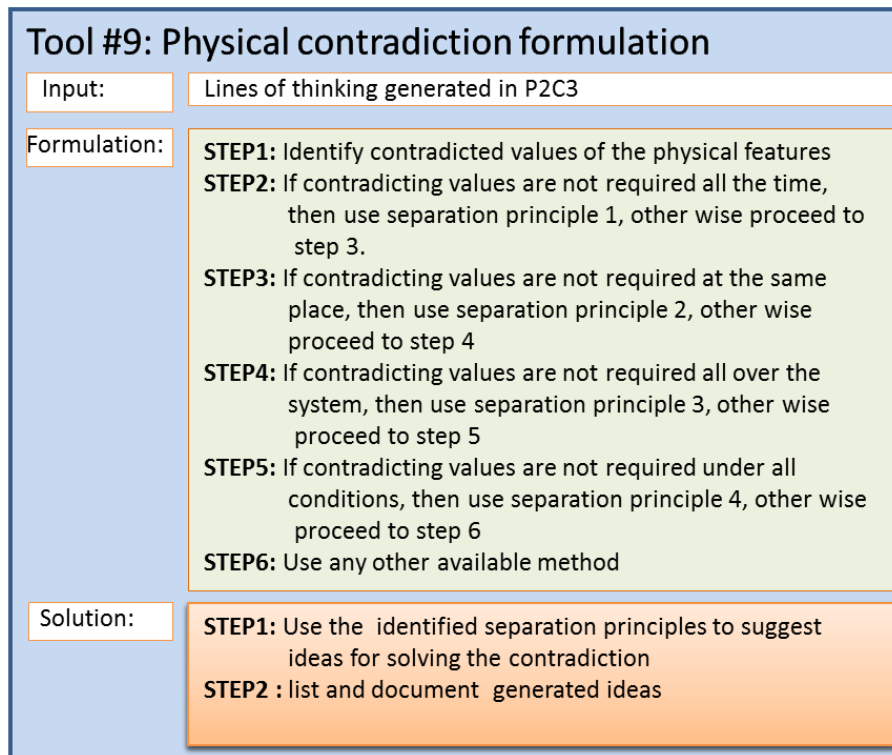 Tool #9: Physical contradiction formulation
Input:
Lines of thinking generated in P2C3
Formulation:
STEP1: Identify contradicted values of the physical features
STEP2: If contradicting values are not required all the time,
then use separation principle 1, other wise proceed to
step 3.
STEP3: If contradicting values are not required at the same
place, then use separation principle 2, other wise
proceed to step 4
STEP4: If contradicting values are not required all over the
system, then use separation principle 3, other wise
proceed to step 5
STEP5: If contradicting values are not required under all
conditions, then use separation principle 4, other wise
proceed to step 6
STEP6: Use any other available method
Solution:
STEP1: Use the identified separation principles to suggest
ideas for solving the contradiction
STEP2 : list and document generated ideas